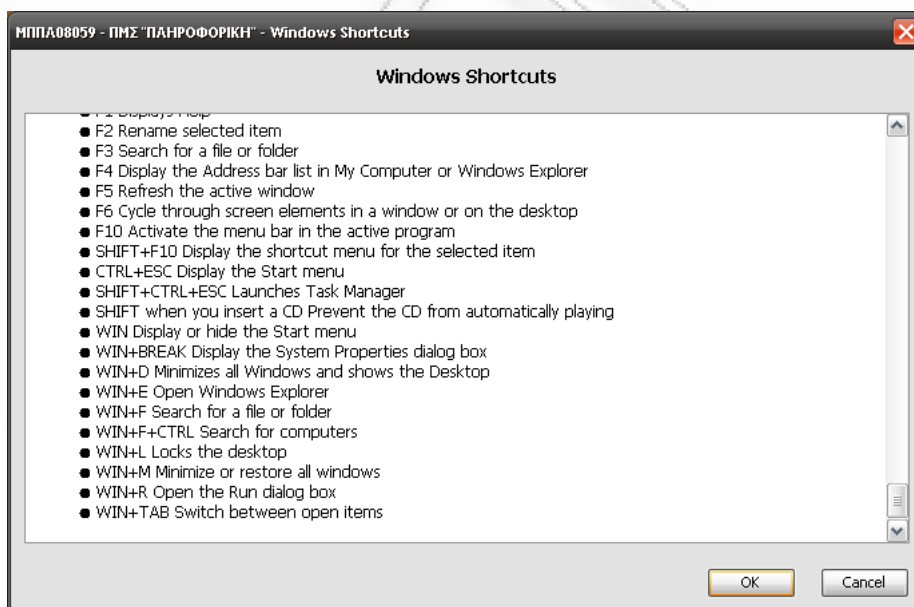 ΜΠΠΛ08059 - ΠΜΣ "ΠΛΗΡΟΦΟΡΙΚΗ" - Windows Shortcuts
Windows Shortcuts
● F1 Displays Help
● F2 Rename selected item
● F3 Search for a file or folder
● F4 Display the Address bar list in My Computer or Windows Explorer
● F5 Refresh the active window
● F6 Cycle through screen elements in a window or on the desktop
● F10 Activate the menu bar in the active program
● SHIFT+F10 Display the shortcut menu for the selected item
● CTRL+ESC Display the Start menu
● SHIFT+CTRL+ESC Launches Task Manager
● SHIFT when you insert a CD Prevent the CD from automatically playing
● WIN Display or hide the Start menu
● WIN+BREAK Display the System Properties dialog box
● WIN+D Minimizes all Windows and shows the Desktop
● WIN+E Open Windows Explorer
● WIN+F Search for a file or folder
● WIN+F+CTRL Search for computers
● WIN+L Locks the desktop
● WIN+M Minimize or restore all windows
● WIN+R Open the Run dialog box
● WIN+TAB Switch between open items
OK
Cancel